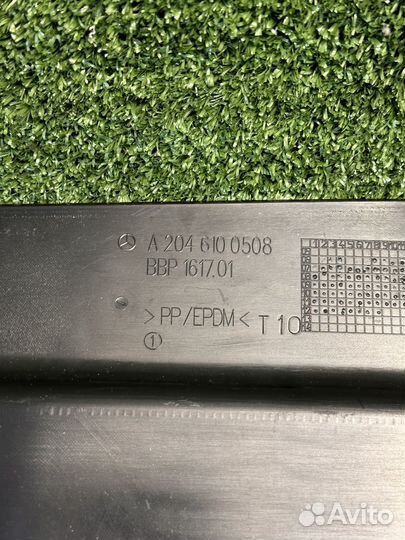 A 204 610 0508
BBP 1617.01
>PP/EPDM< T 10
1
Avito